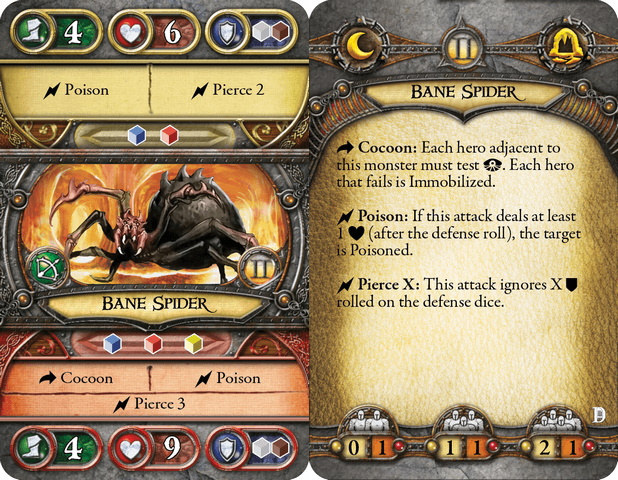 4 6
Poison Pierce 2
II
BANE SPIDER
Cocoon Poison
Pierce 3
4 9
II
BANE SPIDER
Cocoon: Each hero adjacent to
this monster must test . Each hero
that fails is Immobilized.
Poison: If this attack deals at least
1 (after the defense roll), the target
is Poisoned.
Pierce X: This attack ignores X
rolled on the defense dice.
D
0 1 1 1 2 1